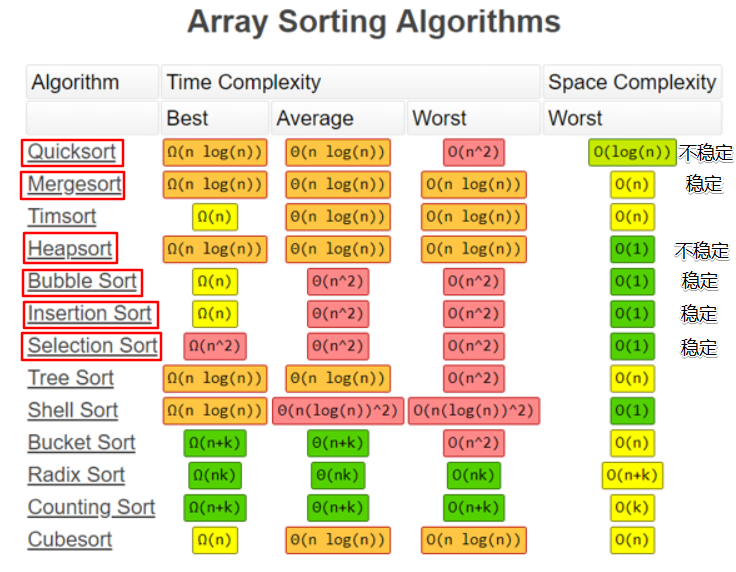 Array Sorting Algorithms
Algorithm Time Complexity Space Complexity
Best Average Worst Worst
Quicksort Ω(n log(n)) Θ(n log(n)) O(n^2) O(log(n)) 不稳定
Mergesort Ω(n log(n)) Θ(n log(n)) O(n log(n)) O(n) 稳定
Timsort Ω(n) Θ(n log(n)) O(n log(n)) O(n)
Heapsort Ω(n log(n)) Θ(n log(n)) O(n log(n)) O(1) 不稳定
Bubble Sort Ω(n) Θ(n^2) O(n^2) O(1) 稳定
Insertion Sort Ω(n) Θ(n^2) O(n^2) O(1) 稳定
Selection Sort Ω(n^2) Θ(n^2) O(n^2) O(1) 稳定
Tree Sort Ω(n log(n)) Θ(n log(n)) O(n^2) O(n)
Shell Sort Ω(n log(n)) Θ(n(log(n))^2) O(n(log(n))^2) O(1)
Bucket Sort Ω(n+k) Θ(n+k) O(n^2) O(n)
Radix Sort Ω(nk) Θ(nk) O(nk) O(n+k)
Counting Sort Ω(n+k) Θ(n+k) O(n+k) O(k)
Cubesort Ω(n) Θ(n log(n)) O(n log(n)) O(n)